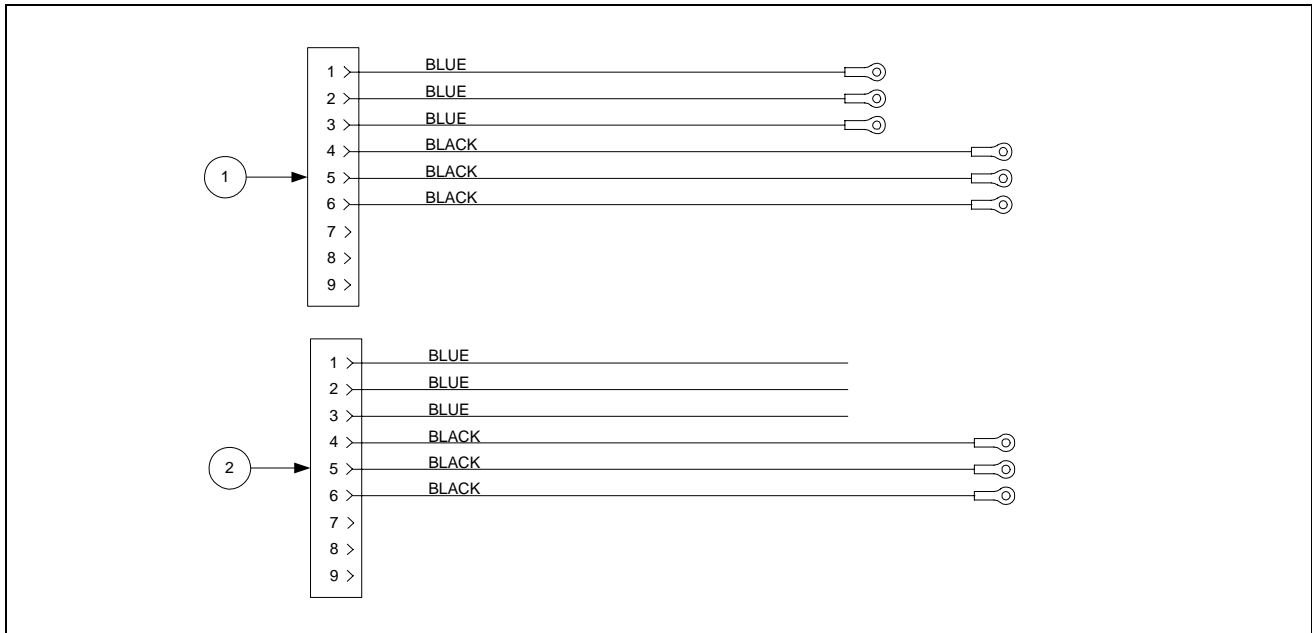 1 BLUE
2 BLUE
3 BLUE
4 BLACK
1
5 BLACK
6 BLACK
7
8
9
1 BLUE
2 BLUE
3 BLUE
4 BLACK
2
5 BLACK
6 BLACK
7
8
9